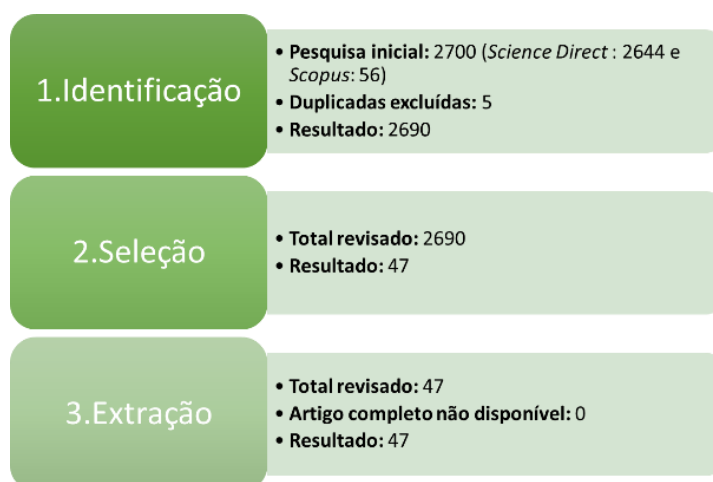 1.Identificação
• Pesquisa inicial: 2700 (Science Direct : 2644 e
Scopus: 56)
• Duplicadas excluídas: 5
• Resultado: 2690
2.Seleção
• Total revisado: 2690
• Resultado: 47
3.Extração
• Total revisado: 47
• Artigo completo não disponível: 0
• Resultado: 47